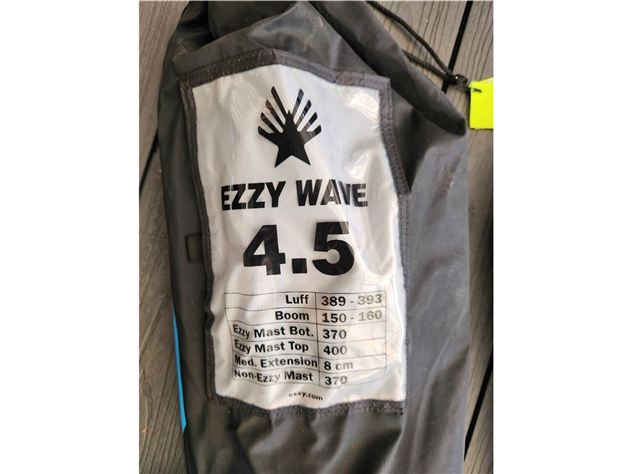 EZZY WAVE
4.5
Luff 389 - 393
Boom 150 - 160
Ezzy Mast Bot. 370
Ezzy Mast Top 400
Med. Extension 8 cm
Non-Ezzy Mast 370
ezzy.com